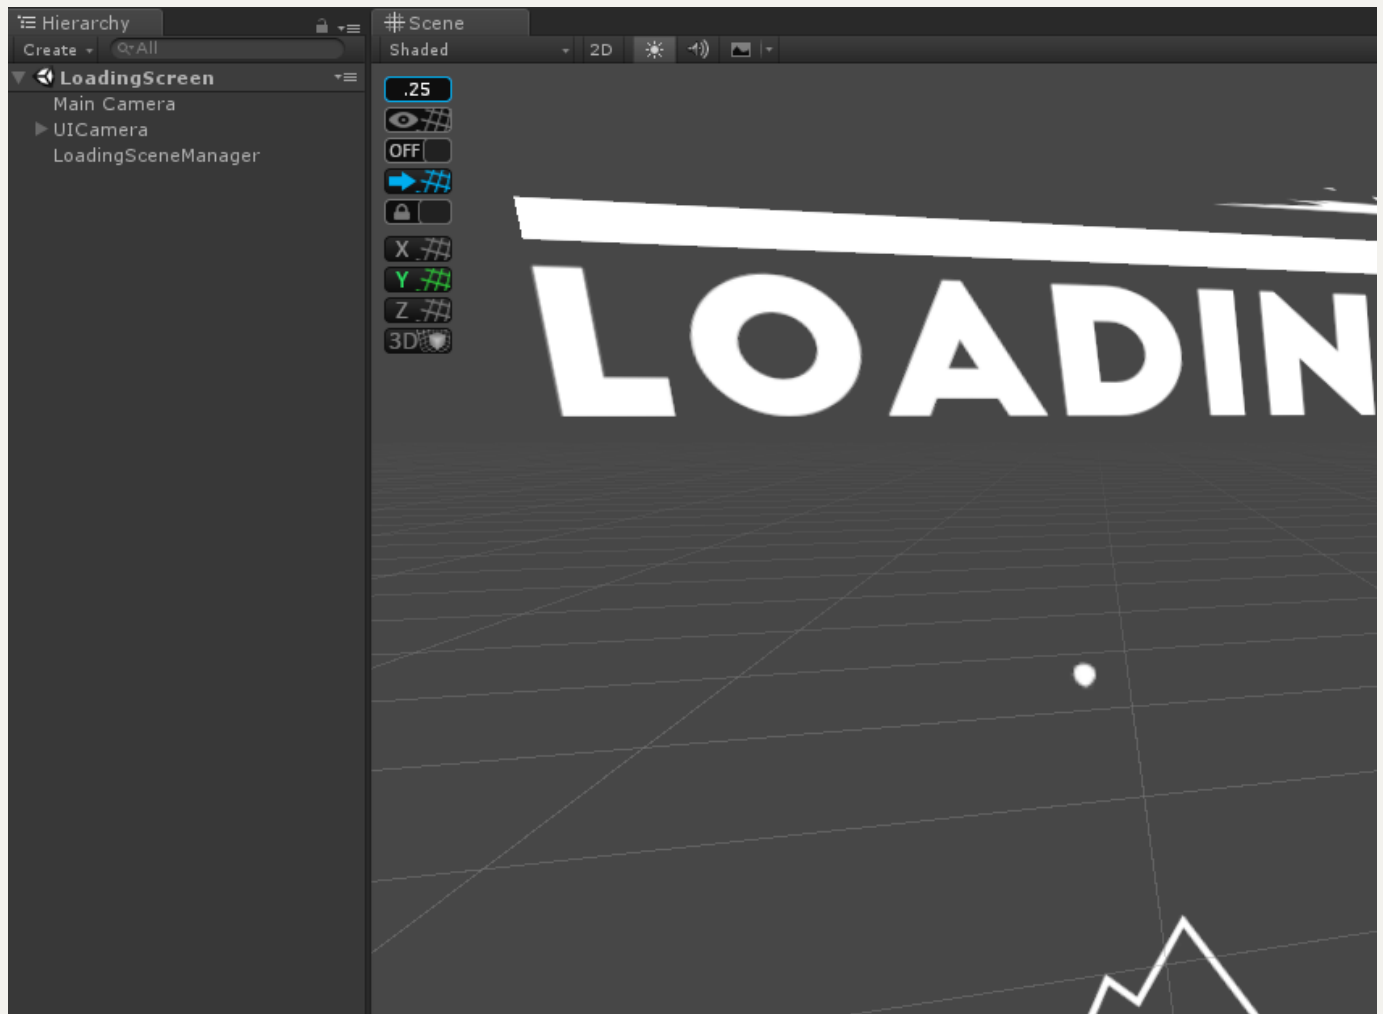 Hierarchy
Create
All
LoadingScreen
Main Camera
UICamera
LoadingSceneManager
Scene
Shaded
2D
.25
OFF
X
Y
Z
3D
LOADIN